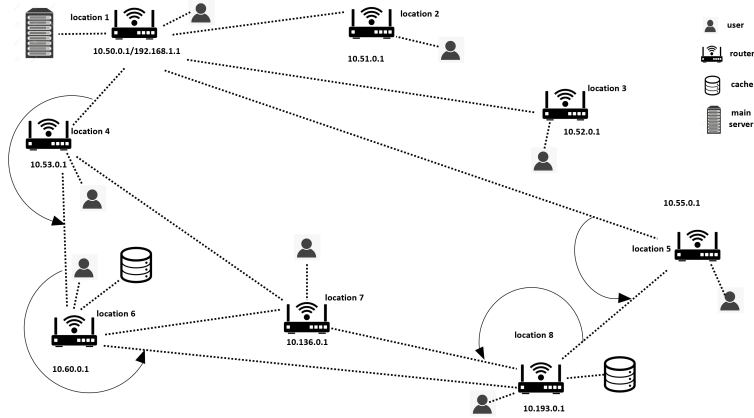 location 1
10.50.0.1/192.168.1.1
location 2
10.51.0.1
user
router
cache
main
server
location 3
10.52.0.1
location 4
10.53.0.1
10.55.0.1
location 5
location 6
10.60.0.1
location 7
10.136.0.1
location 8
10.193.0.1